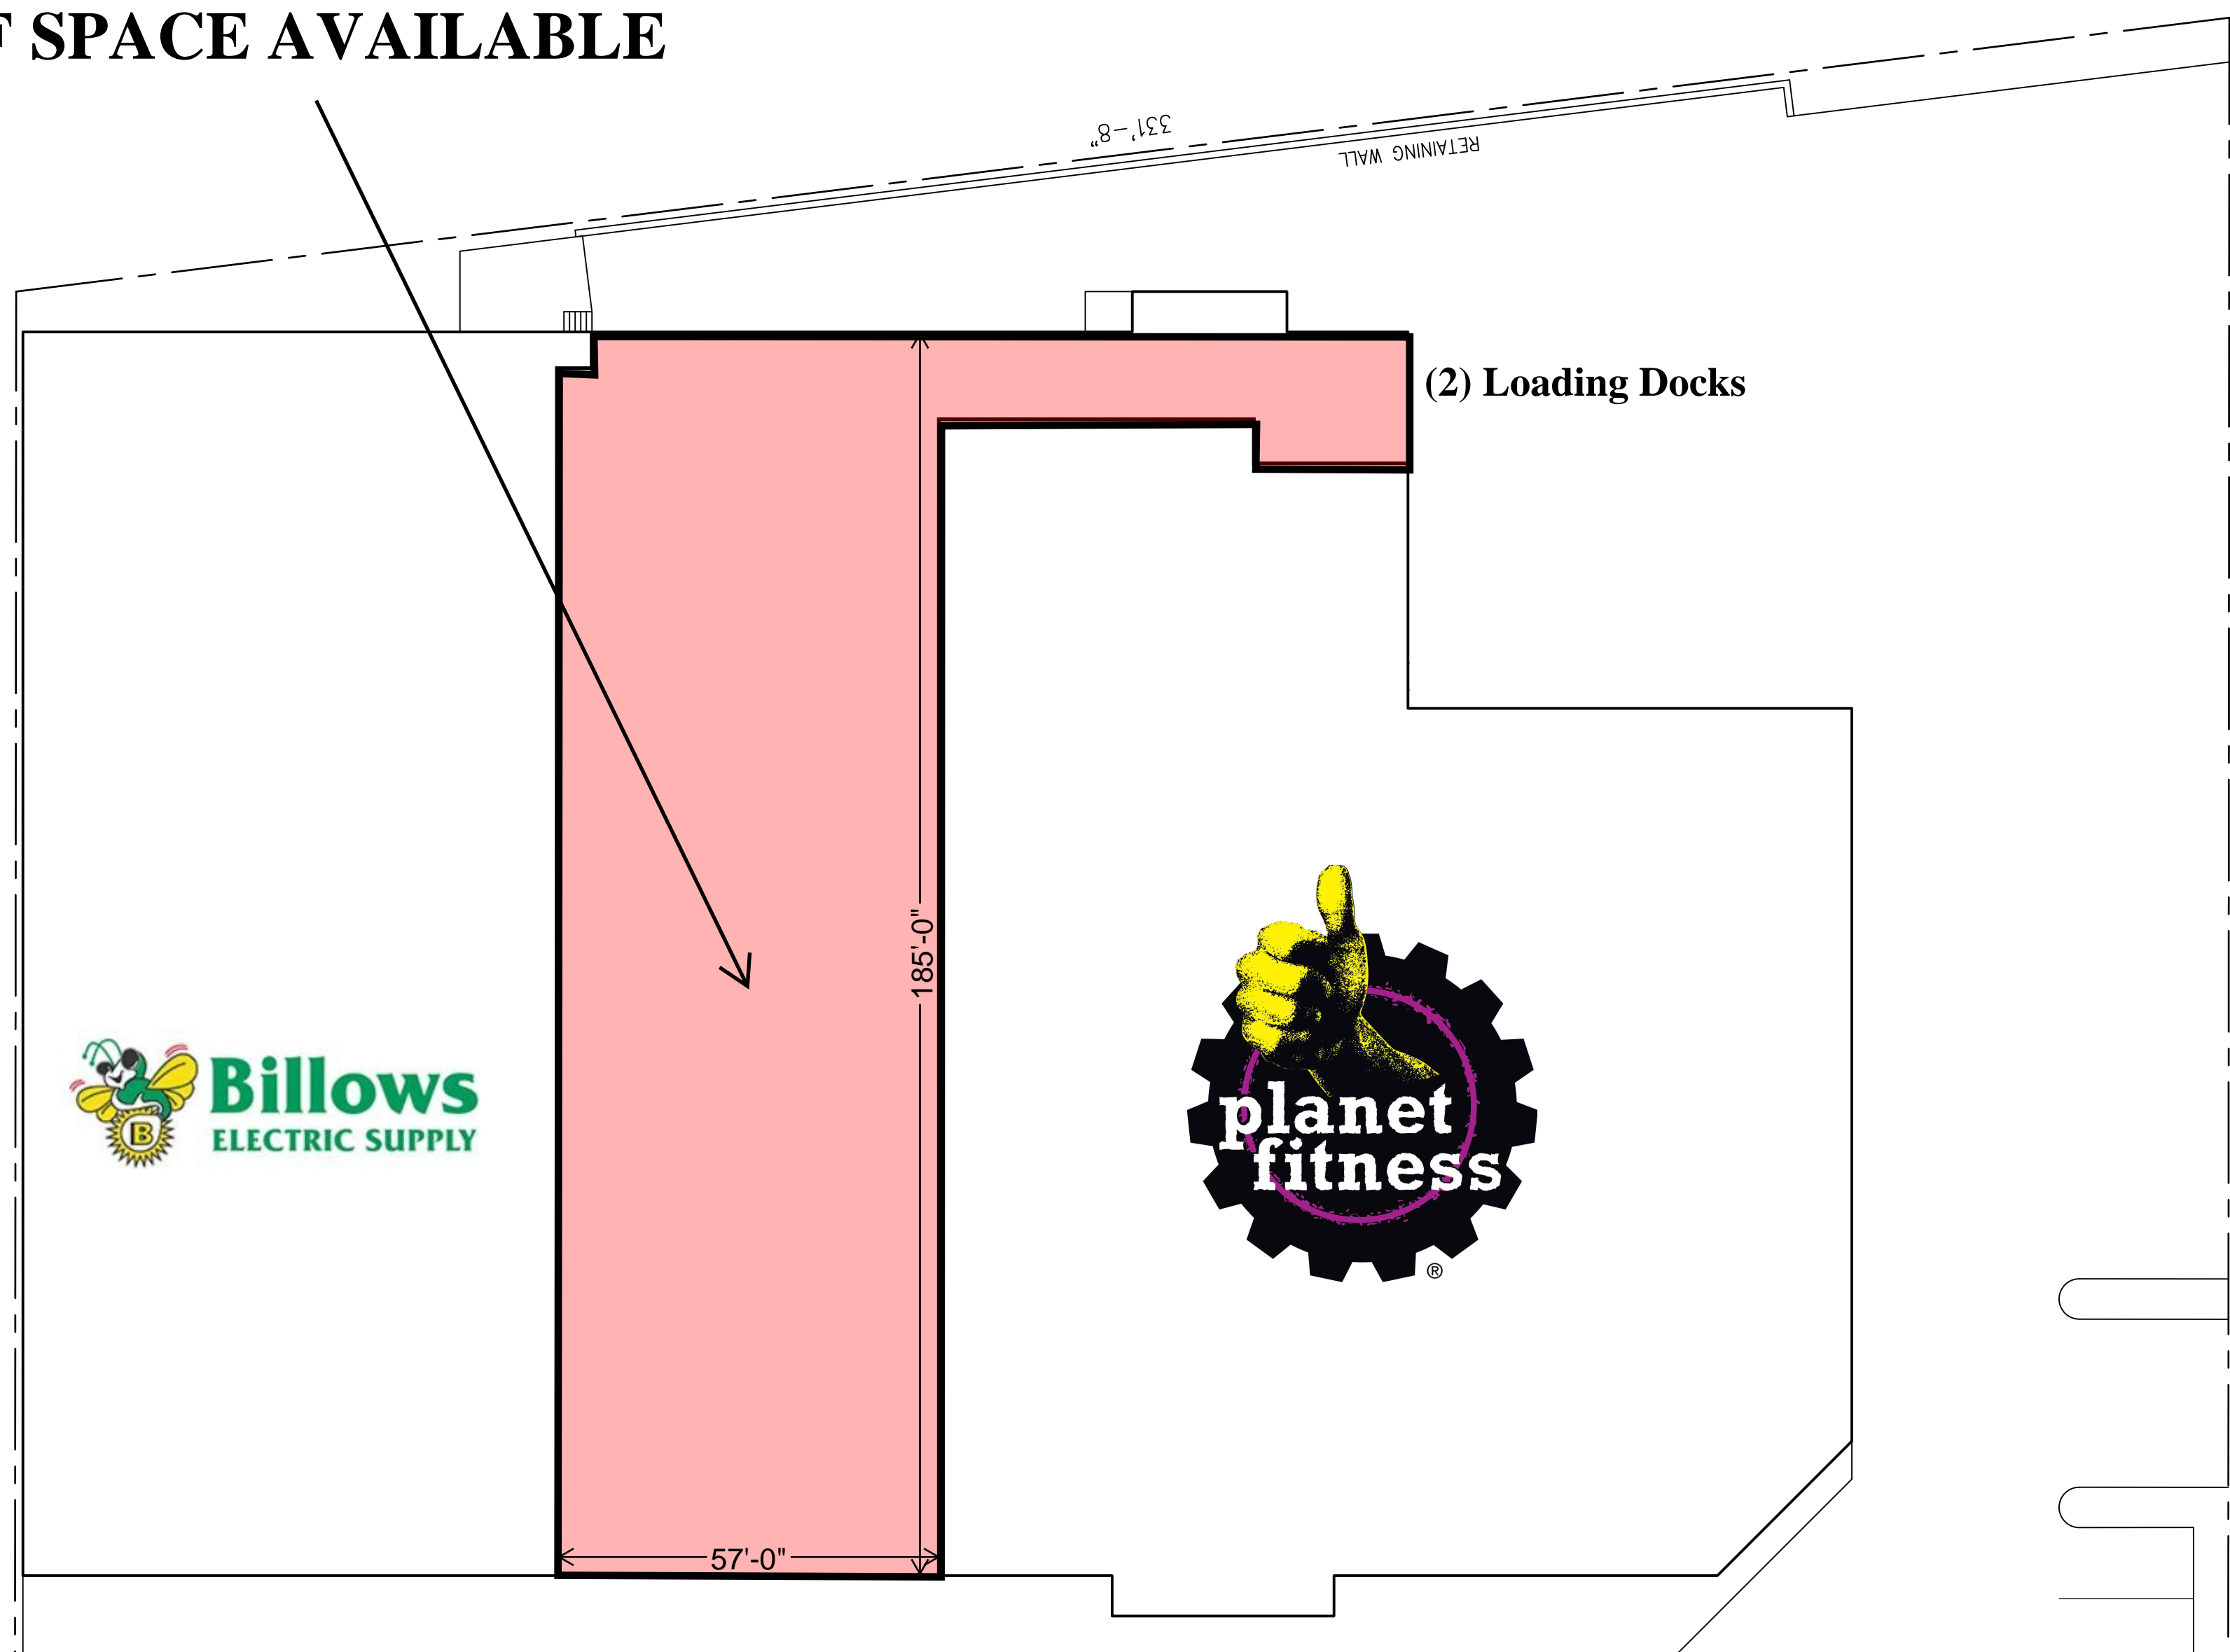 F SPACE AVAILABLE
331'-8"
RETAINING WALL
(2) Loading Docks
185'-0"
B
Billows
ELECTRIC SUPPLY
planet
fitness
®
57'-0"